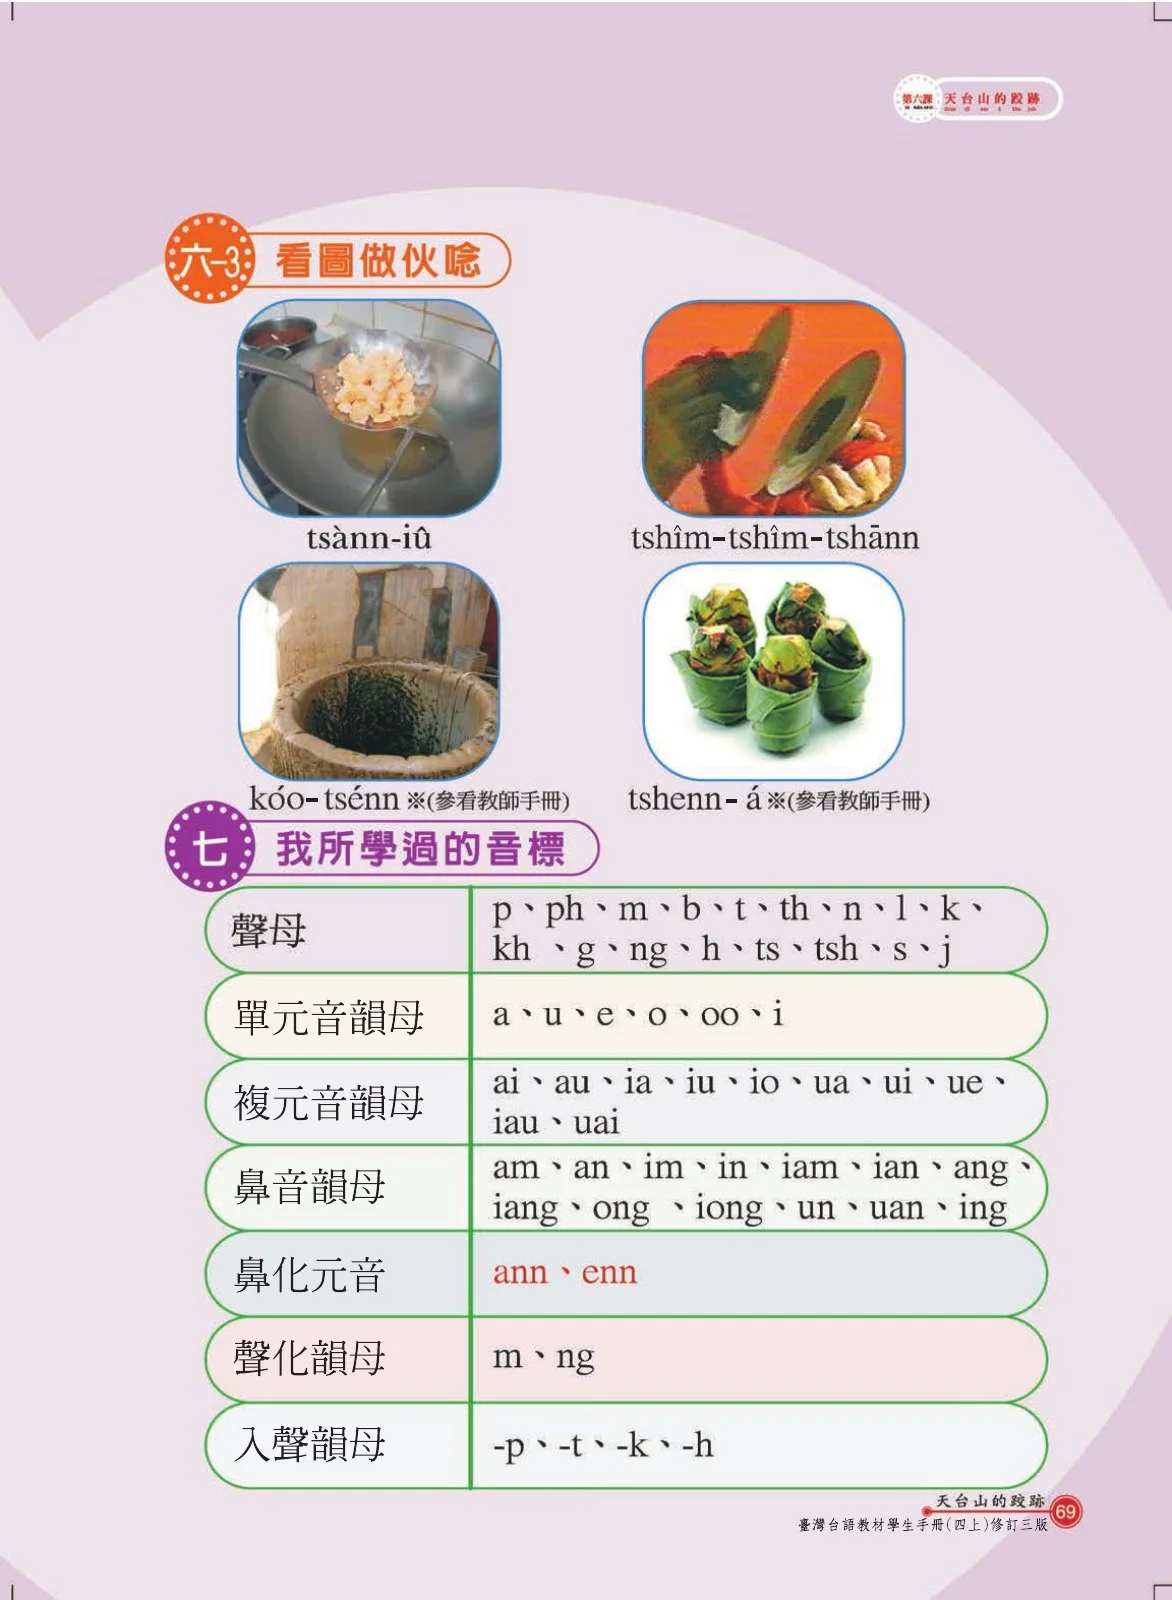 第六課 天台山的跤跡
六-3 看圖做伙唸
tsànn-iû
tshîm-tshîm-tshānn
kóo-tsénn ※(參看教師手冊)
tshenn-á ※(參看教師手冊)
七 我所學過的音標
聲母
p、ph、m、b、t、th、n、l、k、
kh、g、ng、h、ts、tsh、s、j
單元音韻母
a、u、e、o、oo、i
複元音韻母
ai、au、ia、iu、io、ua、ui、ue、
iau、uai
鼻音韻母
am、an、im、in、iam、ian、ang、
iang、ong、iong、un、uan、ing
鼻化元音
ann、enn
聲化韻母
m、ng
入聲韻母
-p、-t、-k、-h
天台山的跤跡
臺灣台語教材學生手冊(四上)修訂三版
69